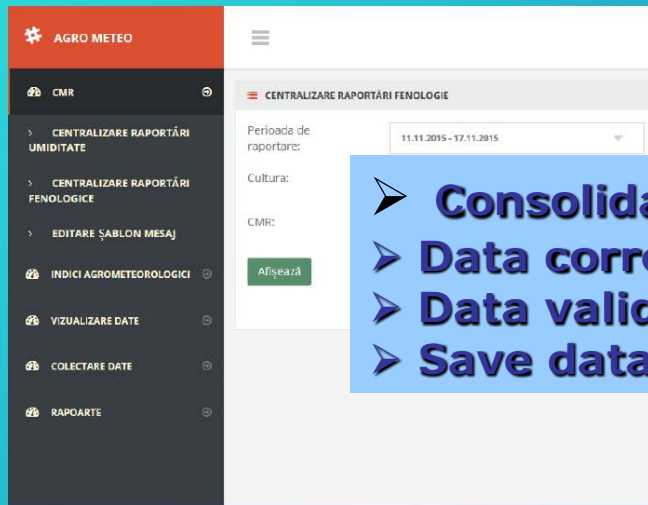 AGRO METEO
CMR
CENTRALIZARE RAPORTĂRI
UMIDITATE
CENTRALIZARE RAPORTĂRI
FENOLOGICE
EDITARE ȘABLON MESAJ
INDICI AGROMETEOROLOGICI
VIZUALIZARE DATE
COLECTARE DATE
RAPOARTE
CENTRALIZARE RAPORTĂRI FENOLOGIE
Perioada de
raportare:
11.11.2015 - 17.11.2015
Cultura:
CMR:
Afișează
Consolida
Data corre
Data valid
Save data